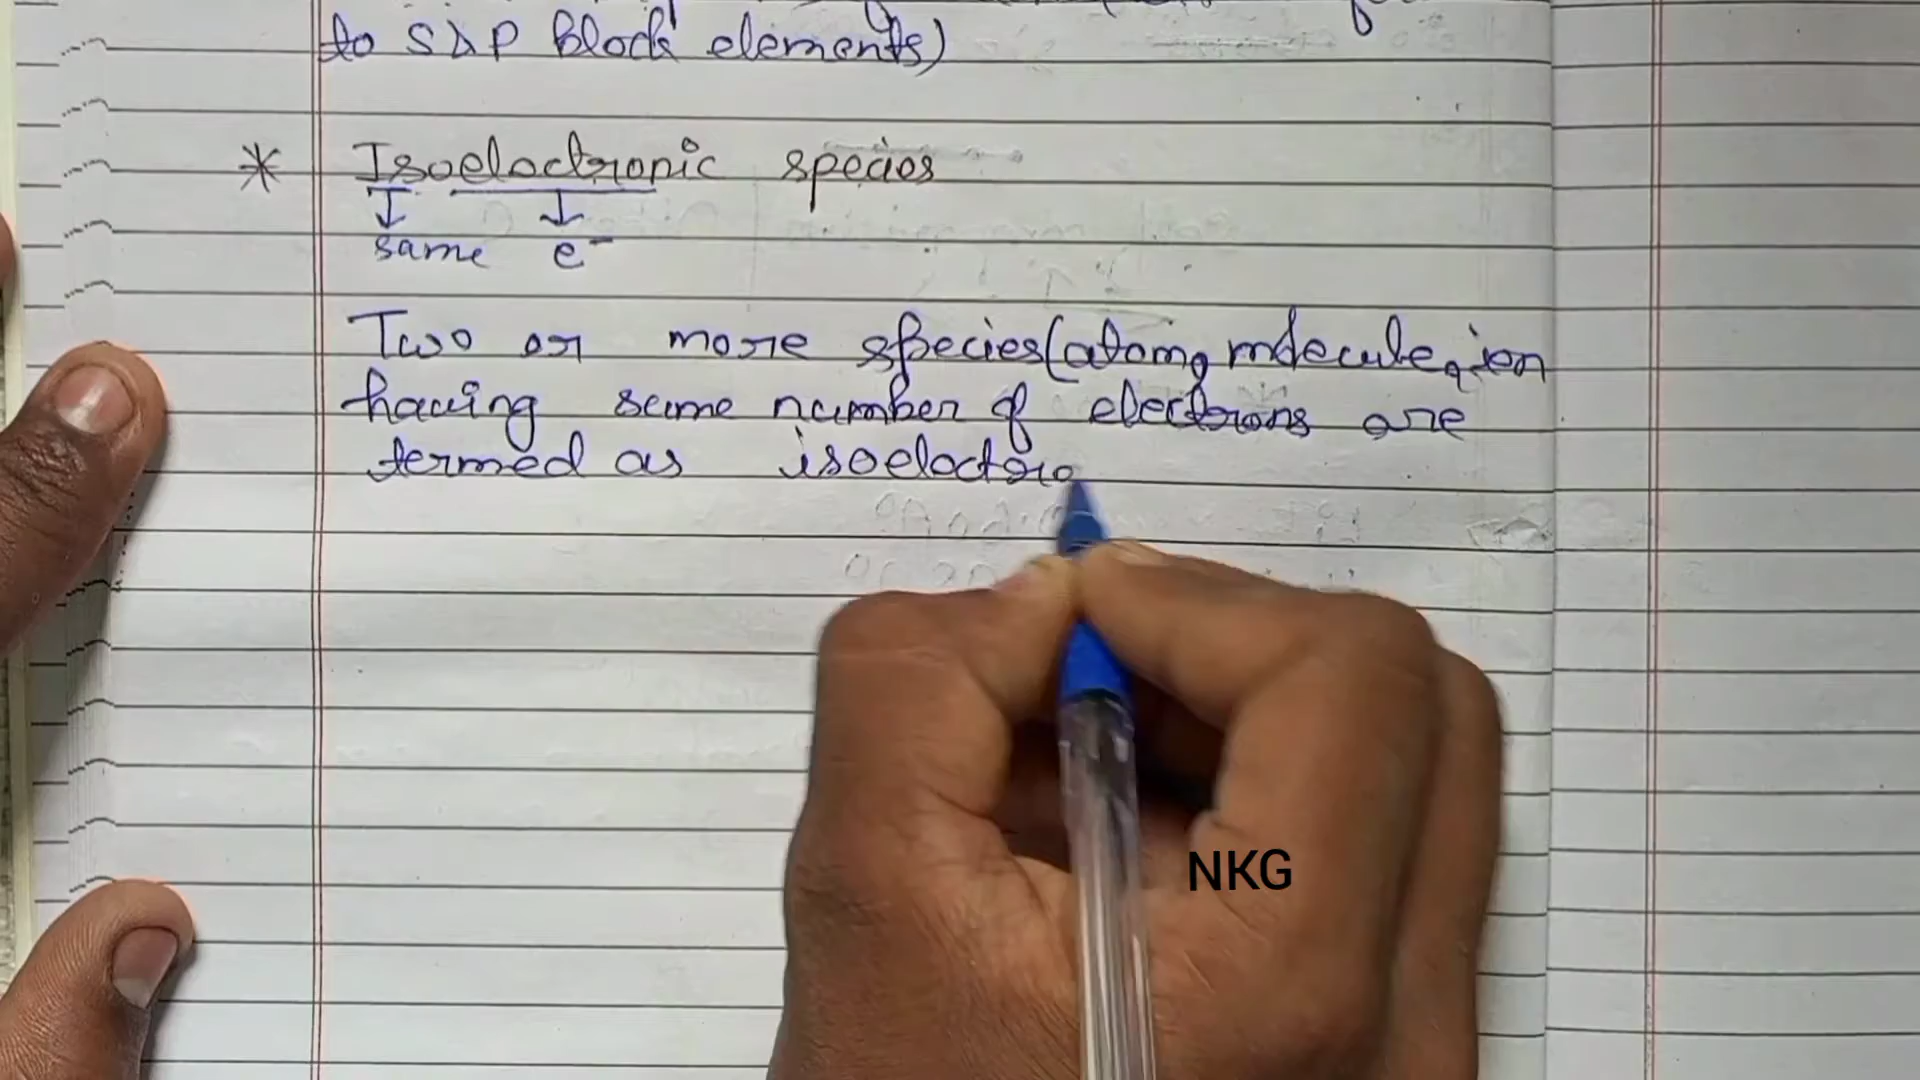 to S & P Block elements)
* Isoelectronic species
same e⁻
Two or more species(atom, molecule, ion
having same number of electrons are
termed as isoelectro
NKG